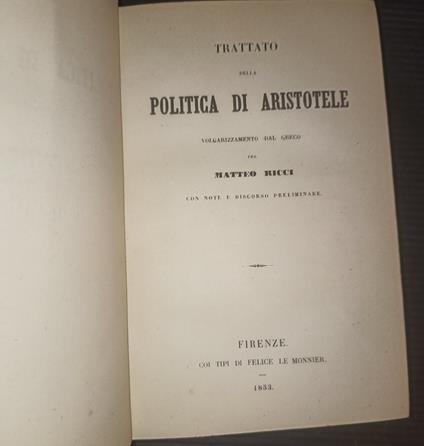 TRATTATO
DELLA
POLITICA DI ARISTOTELE
VOLGARIZZAMENTO DAL GRECO
PER
MATTEO RICCI
CON NOTE E DISCORSO PRELIMINARE.
FIRENZE.
COI TIPI DI FELICE LE MONNIER.
1853.